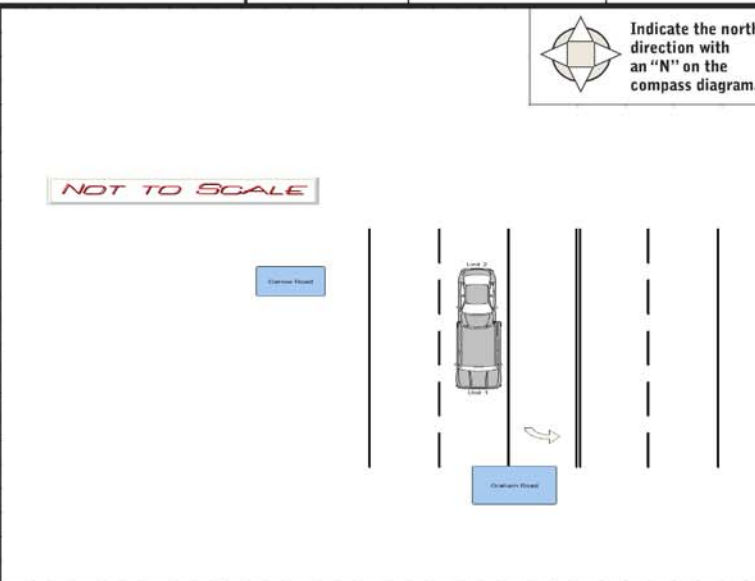 Indicate the north
direction with
an “N” on the
compass diagram.
NOT TO SCALE
Unit 2
Unit 1
Graham Road